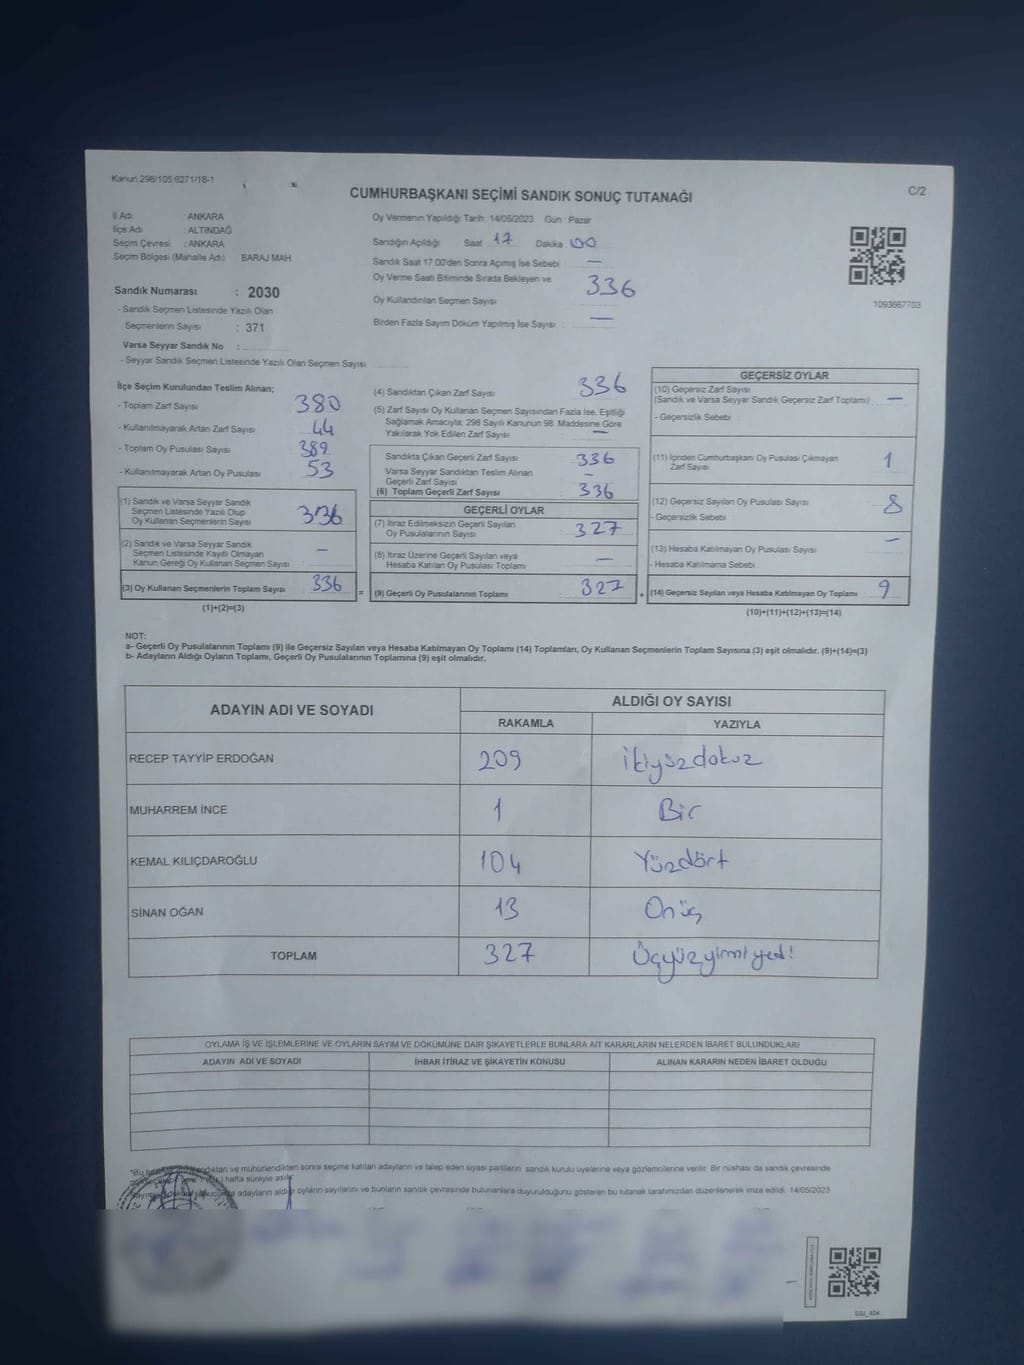 Kanun:298/105;6271/18-1
CUMHURBAŞKANI SEÇİMİ SANDIK SONUÇ TUTANAĞI
C/2
İl Adı : ANKARA
İlçe Adı : ALTINDAĞ
Seçim Çevresi : ANKARA
Seçim Bölgesi (Mahalle Adı) BARAJ MAH.
Oy Vermenin Yapıldığı Tarih :14/05/2023 Gün Pazar
Sandığın Açıldığı Saat : 17 Dakika 00
Sandık Saat 17:00'den Sonra Açımış İse Sebebi —
Oy Verme Saati Bitiminde Sırada Bekleyen ve
Oy Kullandırılan Seçmen Sayısı 336
Birden Fazla Sayım Döküm Yapılmış İse Sayısı : —
1093667703
Sandık Numarası : 2030
- Sandık Seçmen Listesinde Yazılı Olan
Seçmenlerin Sayısı : 371
Varsa Seyyar Sandık No :
- Seyyar Sandık Seçmen Listesinde Yazılı Olan Seçmen Sayısı:
İlçe Seçim Kurulundan Teslim Alınan;
- Toplam Zarf Sayısı 380
- Kullanılmayarak Artan Zarf Sayısı 44
- Toplam Oy Pusulası Sayısı 389
- Kullanılmayarak Artan Oy Pusulası 53
(1) Sandık ve Varsa Seyyar Sandık
Seçmen Listesinde Yazılı Olup
Oy Kullanan Seçmenlerin Sayısı 336
(2) Sandık ve Varsa Seyyar Sandık
Seçmen Listesinde Kayıtlı Olmayan
Kanun Gereği Oy Kullanan Seçmen Sayısı —
(3) Oy Kullanan Seçmenlerin Toplam Sayısı 336
(1)+(2)=(3)
(4) Sandıktan Çıkan Zarf Sayısı 336
(5) Zarf Sayısı Oy Kullanan Seçmen Sayısından Fazla İse, Eşitliği
Sağlamak Amacıyla; 298 Sayılı Kanunun 98. Maddesine Göre
Yakılarak Yok Edilen Zarf Sayısı —
Sandıkta Çıkan Geçerli Zarf Sayısı 336
Varsa Seyyar Sandıktan Teslim Alınan
Geçerli Zarf Sayısı —
(6) Toplam Geçerli Zarf Sayısı 336
GEÇERLİ OYLAR
(7) İtiraz Edilmeksizin Geçerli Sayılan
Oy Pusulalarının Sayısı 327
(8) İtiraz Üzerine Geçerli Sayılan veya
Hesaba Katılan Oy Pusulası Toplamı —
= (9) Geçerli Oy Pusulalarının Toplamı : 327
GEÇERSİZ OYLAR
(10) Geçersiz Zarf Sayısı
(Sandık ve Varsa Seyyar Sandık Geçersiz Zarf Toplamı) —
- Geçersizlik Sebebi :
(11) İçinden Cumhurbaşkanı Oy Pusulası Çıkmayan
Zarf Sayısı 1
(12) Geçersiz Sayılan Oy Pusulası Sayısı 8
- Geçersizlik Sebebi :
(13) Hesaba Katılmayan Oy Pusulası Sayısı —
- Hesaba Katılmama Sebebi :
+ (14) Geçersiz Sayılan veya Hesaba Katılmayan Oy Toplamı 9
(10)+(11)+(12)+(13)=(14)
NOT:
a- Geçerli Oy Pusulalarının Toplamı (9) ile Geçersiz Sayılan veya Hesaba Katılmayan Oy Toplamı (14) Toplamları, Oy Kullanan Seçmenlerin Toplam Sayısına (3) eşit olmalıdır. (9)+(14)=(3)
b- Adayların Aldığı Oyların Toplamı, Geçerli Oy Pusulalarının Toplamına (9) eşit olmalıdır.
ADAYIN ADI VE SOYADI
ALDIĞI OY SAYISI
RAKAMLA YAZIYLA
RECEP TAYYİP ERDOĞAN 209 İkiyüzdokuz
MUHARREM İNCE 1 Bir
KEMAL KILIÇDAROĞLU 104 Yüzdört
SİNAN OĞAN 13 Onüç
TOPLAM 327 Üçyüzyirmiyedi
OYLAMA İŞ VE İŞLEMLERİNE VE OYLARIN SAYIM VE DÖKÜMÜNE DAİR ŞİKAYETLERLE BUNLARA AİT KARARLARIN NELERDEN İBARET BULUNDUKLARI
ADAYIN ADI VE SOYADI İHBAR İTİRAZ VE ŞİKAYETİN KONUSU ALINAN KARARIN NEDEN İBARET OLDUĞU
mühürlendikten sonra seçime katılan adayların ve talep eden siyasi partilerin sandık kurulu üyelerine veya gözlemcilerine verilir. Bir nüshası da sandık çevresinde
hafta süreyle asılır.
adayların aldığı oyların sayılarını ve bunların sandık çevresinde bulunanlara duyurulduğunu gösteren bu tutanak tarafımızdan düzenlenerek imza edildi. 14/05/2023
SSI_404